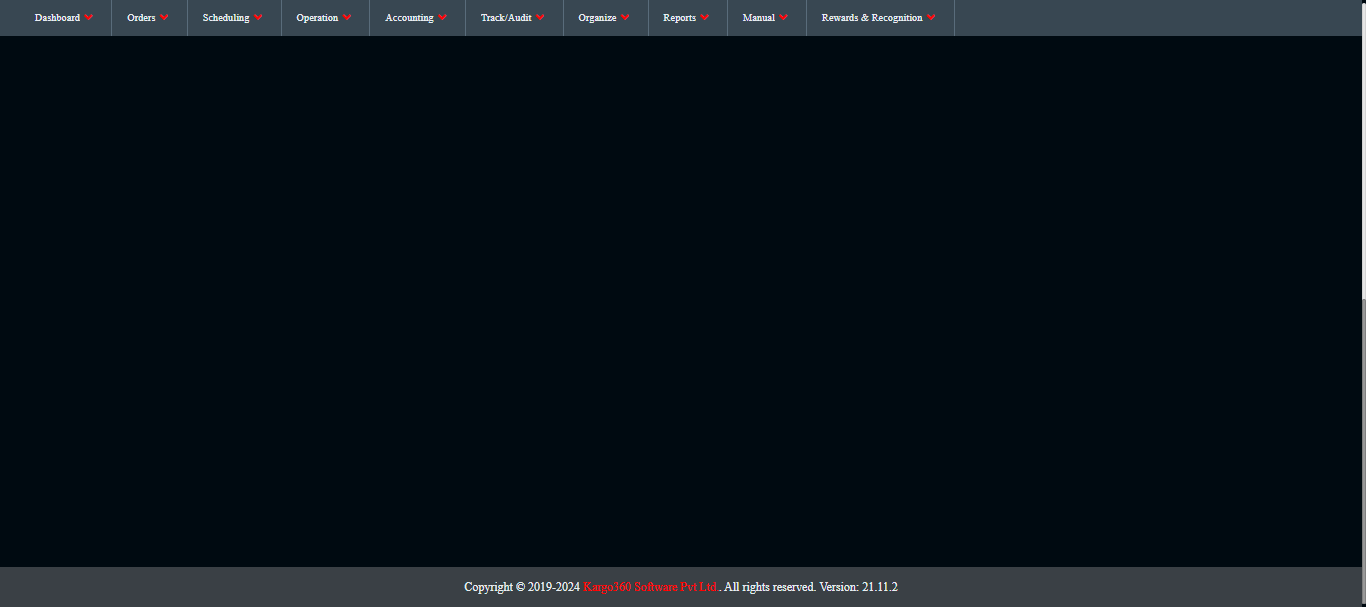 Dashboard Orders Scheduling Operation Accounting Track/Audit Organize Reports Manual Rewards & Recognition
Copyright © 2019-2024 Kargo360 Software Pvt Ltd . All rights reserved. Version: 21.11.2